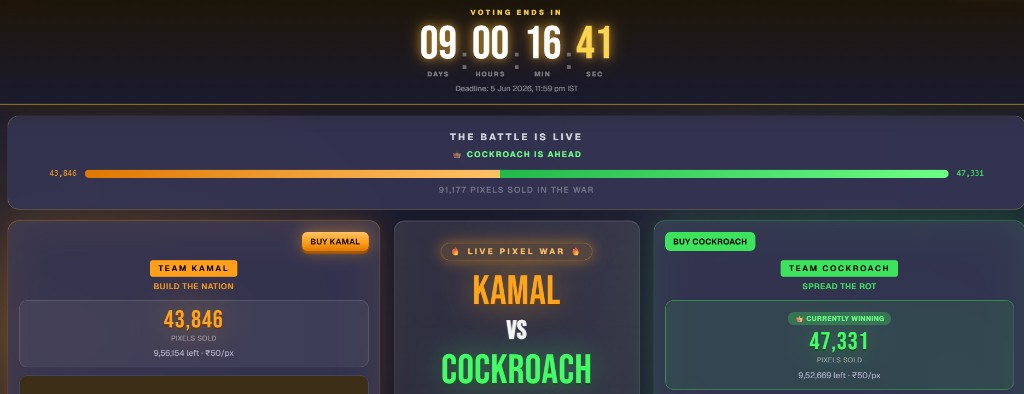 VOTING ENDS IN
09 : 00 : 16 : 41
DAYS HOURS MIN SEC
Deadline: 5 Jun 2026, 11:59 pm IST
THE BATTLE IS LIVE
COCKROACH IS AHEAD
43,846
47,331
91,177 PIXELS SOLD IN THE WAR
BUY KAMAL
TEAM KAMAL
BUILD THE NATION
43,846
PIXELS SOLD
9,56,154 left · ₹50/px
LIVE PIXEL WAR
KAMAL
VS
COCKROACH
BUY COCKROACH
TEAM COCKROACH
SPREAD THE ROT
CURRENTLY WINNING
47,331
PIXELS SOLD
9,52,669 left · ₹50/px